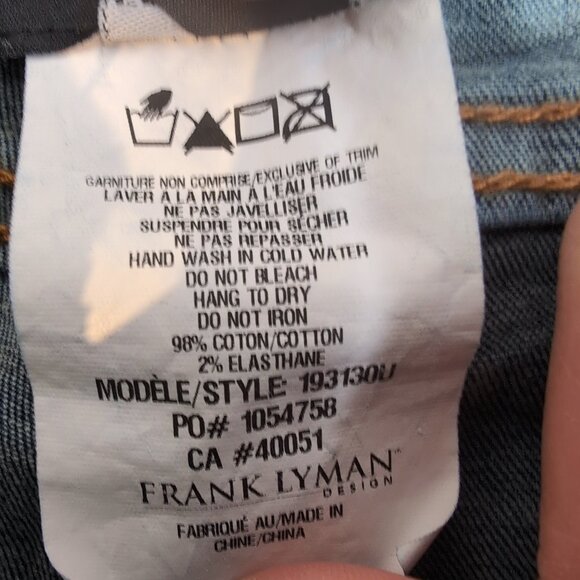 GARNITURE NON COMPRISE/EXCLUSIVE OF TRIM
LAVER À LA MAIN À L'EAU FROIDE
NE PAS JAVELLISER
SUSPENDRE POUR SÉCHER
NE PAS REPASSER
HAND WASH IN COLD WATER
DO NOT BLEACH
HANG TO DRY
DO NOT IRON
98% COTON/COTTON
2% ELASTHANE
MODÈLE/STYLE: 193130U
PO# 1054758
CA #40051
FRANK LYMAN™
DESIGN
FABRIQUÉ AU/MADE IN
CHINE/CHINA